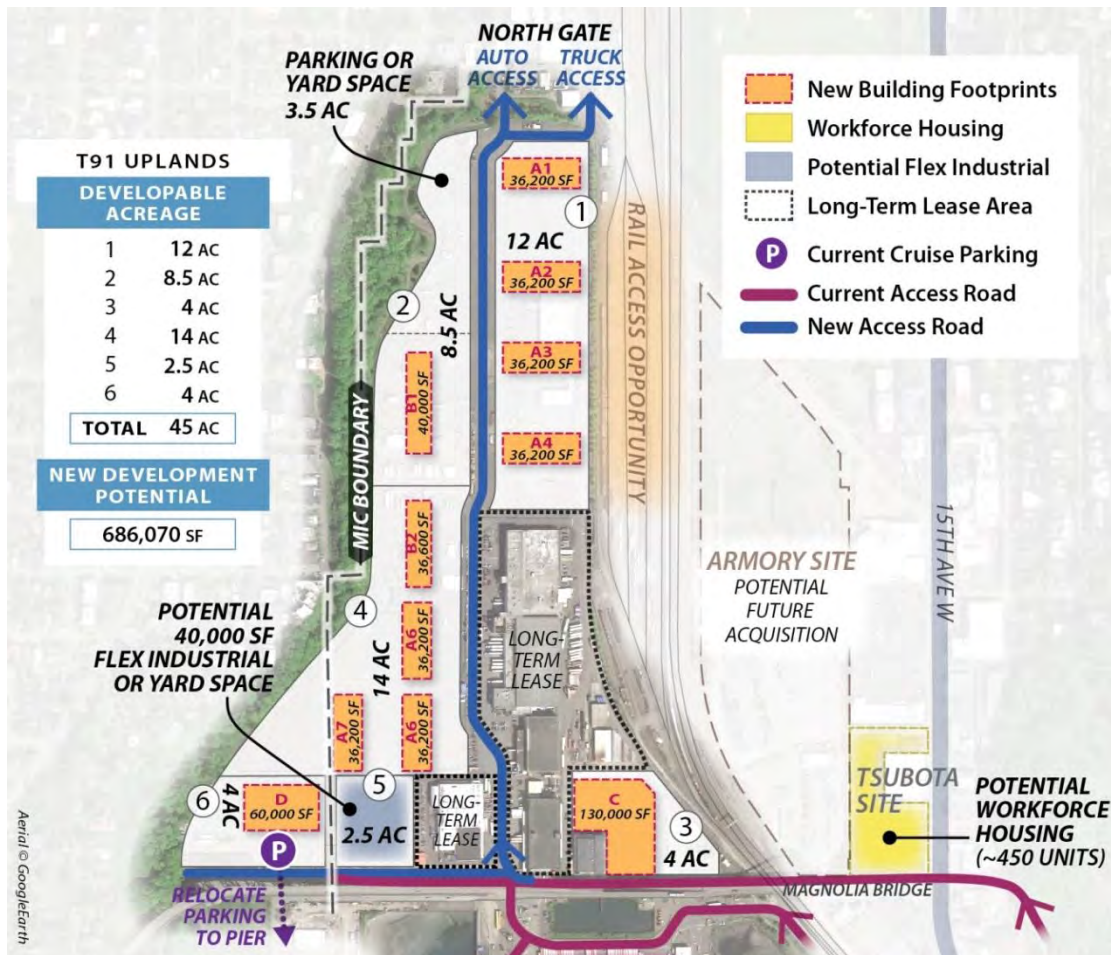 NORTH GATE
AUTO
ACCESS
TRUCK
ACCESS
PARKING OR
YARD SPACE
3.5 AC
T91 UPLANDS
DEVELOPABLE
ACREAGE
1 12 AC
2 8.5 AC
3 4 AC
4 14 AC
5 2.5 AC
6 4 AC
TOTAL 45 AC
NEW DEVELOPMENT
POTENTIAL
686,070 SF
New Building Footprints
Workforce Housing
Potential Flex Industrial
Long-Term Lease Area
P Current Cruise Parking
Current Access Road
New Access Road
A1
36,200 SF
1
12 AC
A2
36,200 SF
A3
36,200 SF
A4
36,200 SF
RAIL ACCESS OPPORTUNITY
2
8.5 AC
B1
40,000 SF
MIC BOUNDARY
B2
36,600 SF
4
14 AC
A6
36,200 SF
A6
36,200 SF
A7
36,200 SF
POTENTIAL
40,000 SF
FLEX INDUSTRIAL
OR YARD SPACE
5
2.5 AC
6
4 AC
D
60,000 SF
P
RELOCATE
PARKING
TO PIER
LONG-
TERM
LEASE
LONG-
TERM
LEASE
C
130,000 SF
3
4 AC
ARMORY SITE
POTENTIAL
FUTURE
ACQUISITION
15TH AVE W
TSUBOTA
SITE
POTENTIAL
WORKFORCE
HOUSING
(~450 UNITS)
MAGNOLIA BRIDGE
Aerial © GoogleEarth